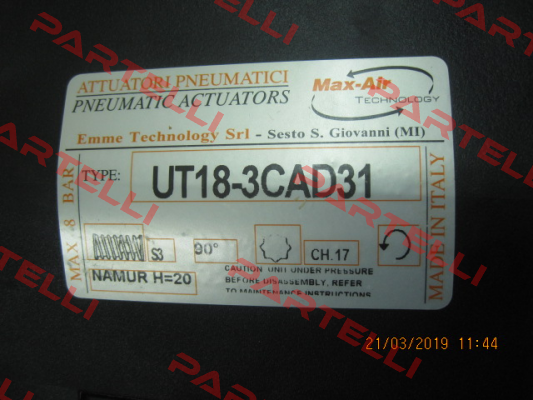 ATTUATORI PNEUMATICI
PNEUMATIC ACTUATORS
Max-Air
TECHNOLOGY
Emme Technology Srl - Sesto S. Giovanni (MI)
MAX 8 BAR
TYPE:
UT18-3CAD31
MADE IN ITALY
S3
90°
CH.17
NAMUR H=20
CAUTION UNIT UNDER PRESSURE
BEFORE DISASSEMBLY, REFER
TO MAINTENANCE INSTRUCTIONS
21/03/2019 11:44
PARTELLI
PARTELLI
PARTELLI
PARTELLI
PARTELLI